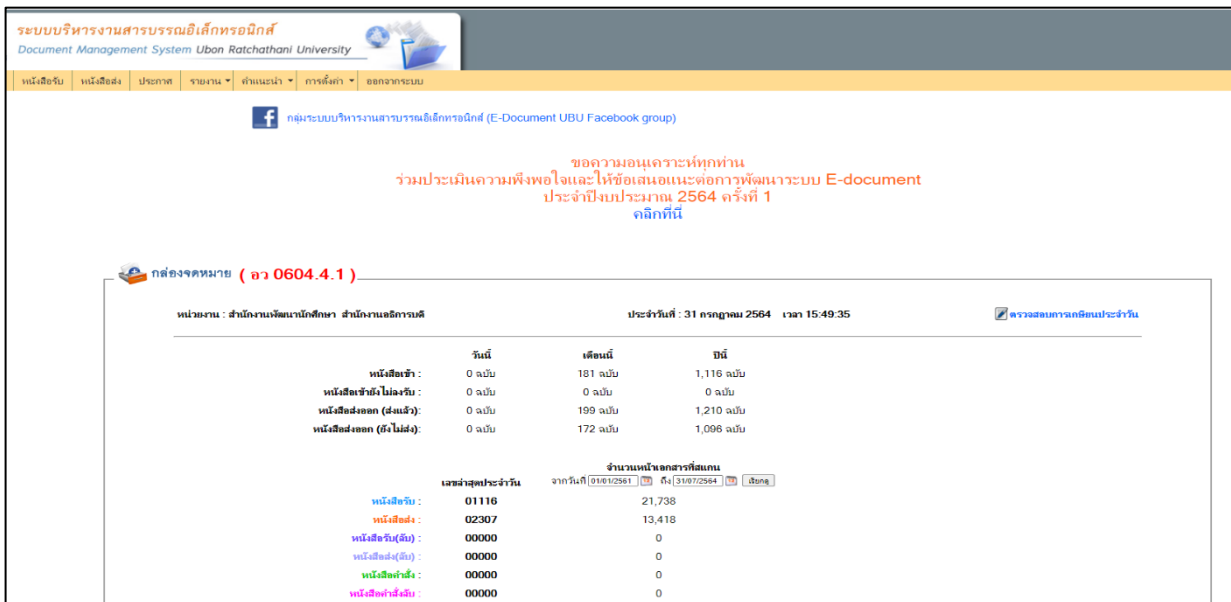 ระบบบริหารงานสารบรรณอิเล็กทรอนิกส์
Document Management System Ubon Ratchathani University
หนังสือรับ หนังสือส่ง ประกาศ รายงาน คำแนะนำ การตั้งค่า ออกจากระบบ
กลุ่มระบบบริหารงานสารบรรณอิเล็กทรอนิกส์ (E-Document UBU Facebook group)
ขอความอนุเคราะห์ทุกท่าน
ร่วมประเมินความพึงพอใจและให้ข้อเสนอแนะต่อการพัฒนาระบบ E-document
ประจำปีงบประมาณ 2564 ครั้งที่ 1
คลิกที่นี่
กล่องจดหมาย ( อว 0604.4.1 )
หน่วยงาน : สำนักงานพัฒนานักศึกษา สำนักงานอธิการบดี ประจำวันที่ : 31 กรกฎาคม 2564 เวลา 15:49:35 ตรวจสอบการเกษียนประจำวัน
วันนี้ เดือนนี้ ปีนี้
หนังสือเข้า : 0 ฉบับ 181 ฉบับ 1,116 ฉบับ
หนังสือเข้ายังไม่ลงรับ : 0 ฉบับ 0 ฉบับ 0 ฉบับ
หนังสือส่งออก (ส่งแล้ว): 0 ฉบับ 199 ฉบับ 1,210 ฉบับ
หนังสือส่งออก (ยังไม่ส่ง): 0 ฉบับ 172 ฉบับ 1,096 ฉบับ
จำนวนหน้าเอกสารที่สแกน
เลขล่าสุดประจำวัน จากวันที่ 01/01/2561 ถึง 31/07/2564 เรียกดู
หนังสือรับ : 01116 21,738
หนังสือส่ง : 02307 13,418
หนังสือรับ(ลับ) : 00000 0
หนังสือส่ง(ลับ) : 00000 0
หนังสือคำสั่ง : 00000 0
หนังสือคำสั่งลับ : 00000 0